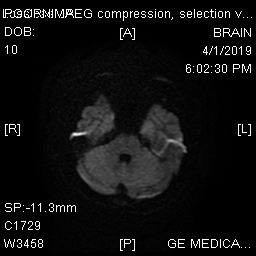 JPEG compression, selection v...
DOB:
BRAIN
10
4/1/2019
6:02:30 PM
[A]
[R]
[L]
SP:-11.3mm
C1729
W3458
[P]
GE MEDICA...